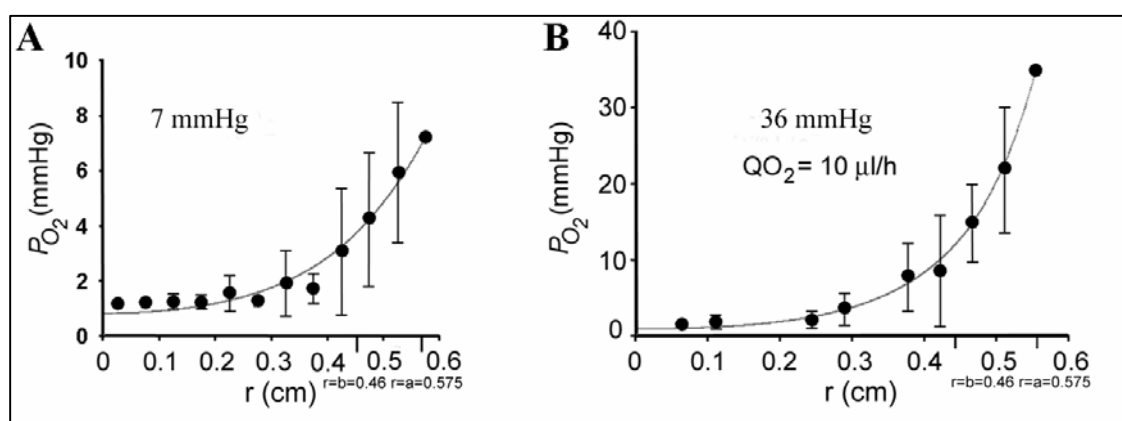 A
10
8
6
4
2
0
P_O₂ (mmHg)
7 mmHg
0 0.1 0.2 0.3 0.4 0.5 0.6
r=b=0.46 r=a=0.575
r (cm)
B
40
30
20
10
0
P_O₂ (mmHg)
36 mmHg
QO₂ = 10 µl/h
0 0.1 0.2 0.3 0.4 0.5 0.6
r=b=0.46 r=a=0.575
r (cm)